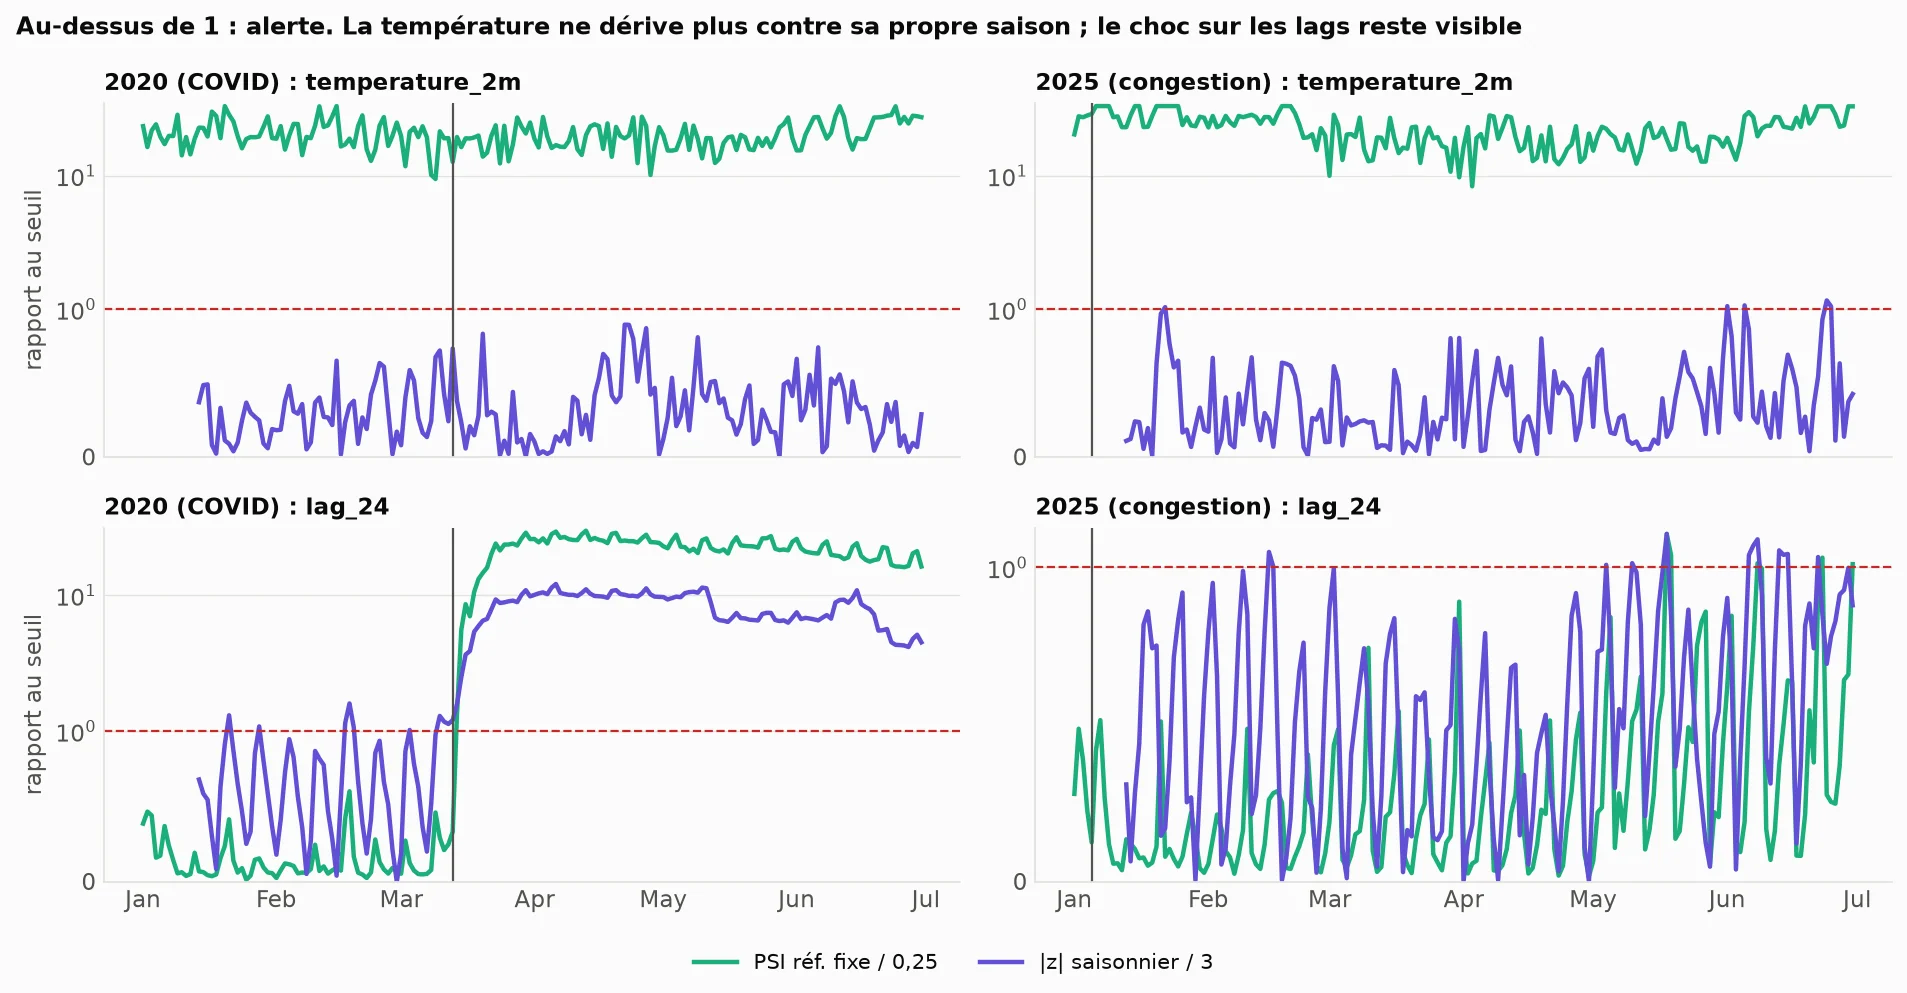 Au-dessus de 1 : alerte. La température ne dérive plus contre sa propre saison ; le choc sur les lags reste visible
2020 (COVID) : temperature_2m
rapport au seuil
10¹
10⁰
0
2025 (congestion) : temperature_2m
10¹
10⁰
0
2020 (COVID) : lag_24
rapport au seuil
10¹
10⁰
0
Jan Feb Mar Apr May Jun Jul
2025 (congestion) : lag_24
10⁰
0
Jan Feb Mar Apr May Jun Jul
PSI réf. fixe / 0,25
|z| saisonnier / 3